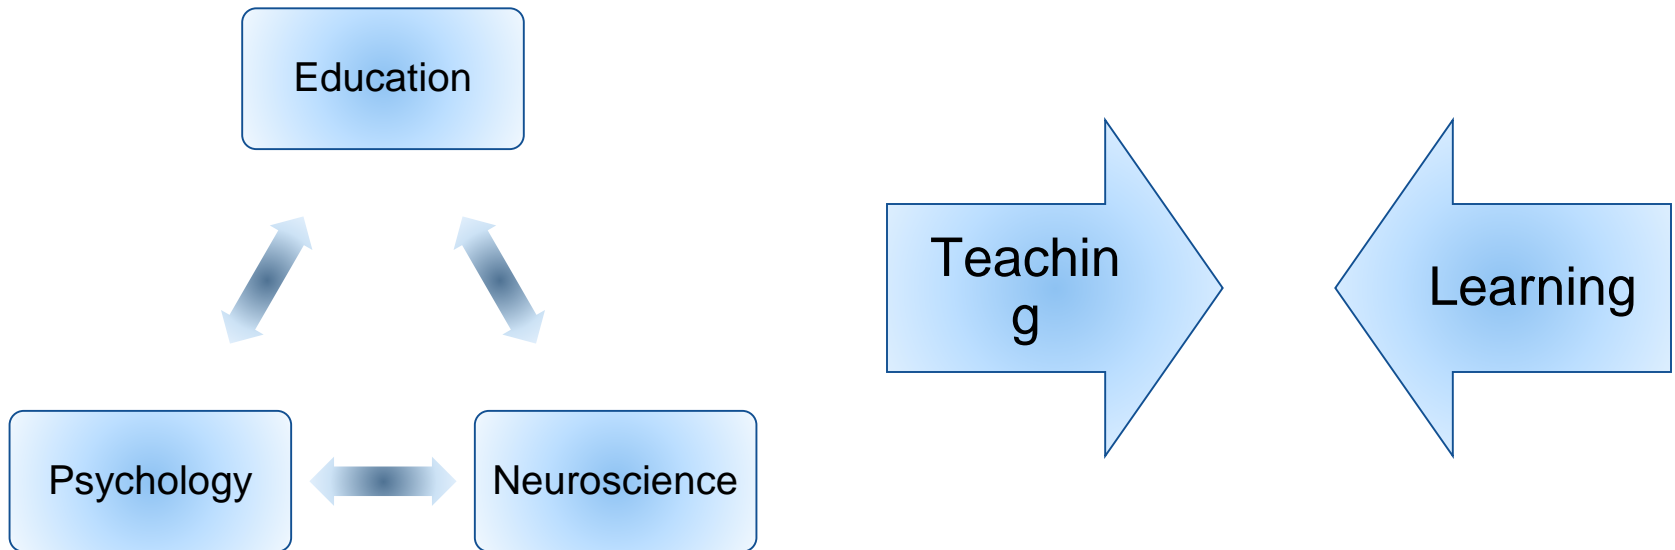 Education
Psychology
Neuroscience
Teachin
g
Learning